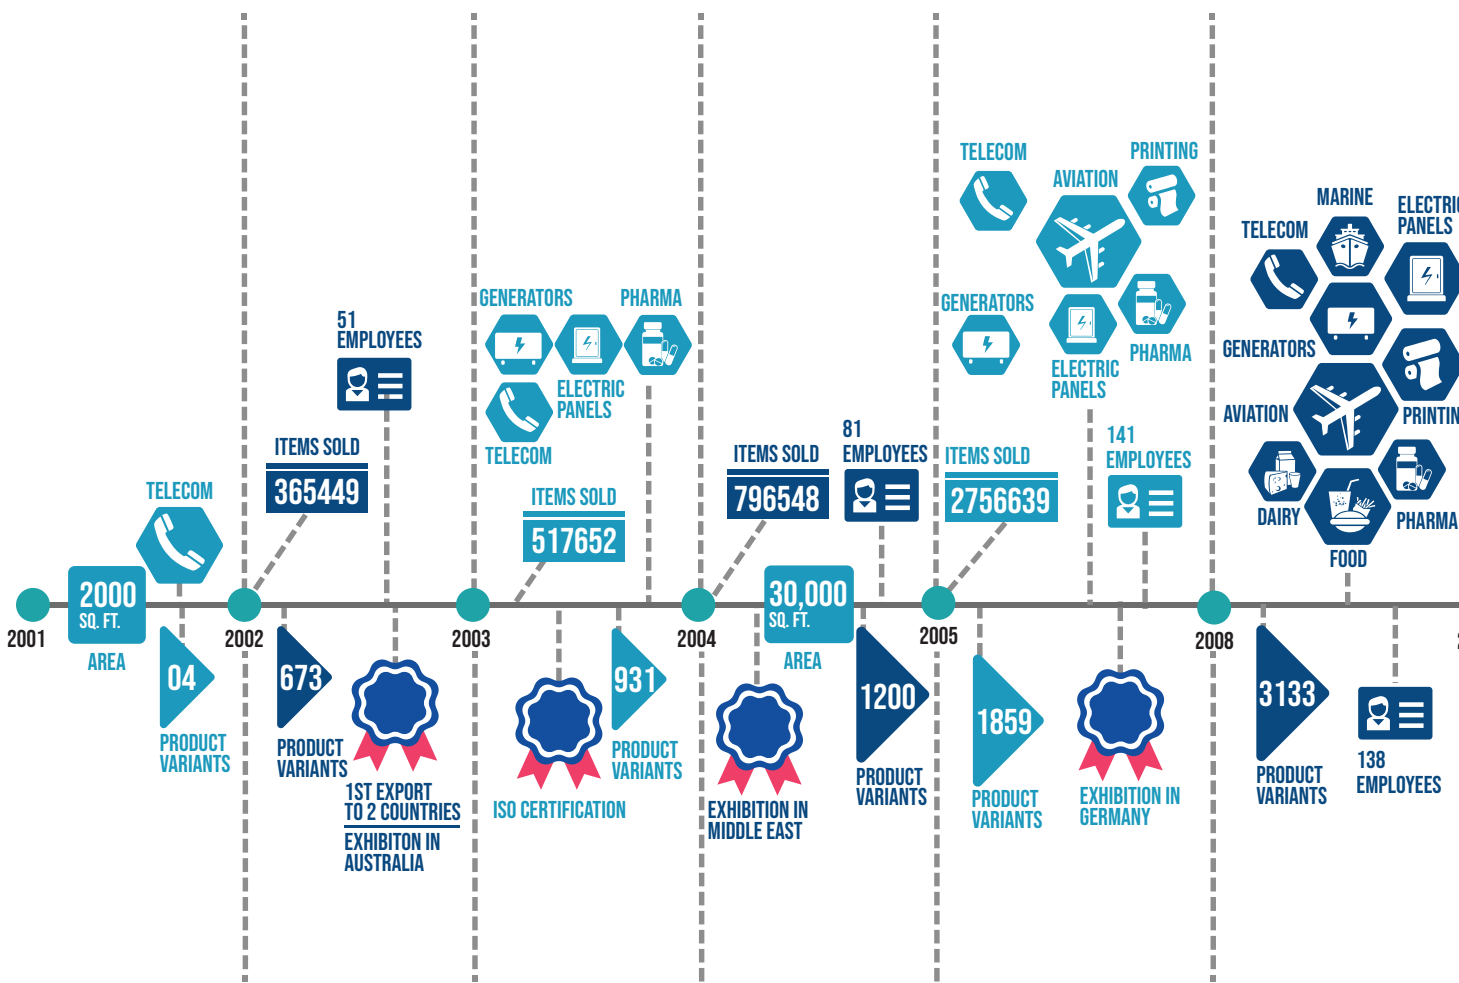 2001
2000
SQ. FT.
AREA
TELECOM
04
PRODUCT
VARIANTS
2002
ITEMS SOLD
365449
51
EMPLOYEES
673
PRODUCT
VARIANTS
1ST EXPORT
TO 2 COUNTRIES
EXHIBITON IN
AUSTRALIA
2003
GENERATORS
PHARMA
ELECTRIC
PANELS
TELECOM
ITEMS SOLD
517652
ISO CERTIFICATION
931
PRODUCT
VARIANTS
2004
ITEMS SOLD
796548
30,000
SQ. FT.
AREA
81
EMPLOYEES
EXHIBITION IN
MIDDLE EAST
1200
PRODUCT
VARIANTS
2005
TELECOM
AVIATION
PRINTING
GENERATORS
ELECTRIC
PANELS
PHARMA
ITEMS SOLD
2756639
141
EMPLOYEES
1859
PRODUCT
VARIANTS
EXHIBITION IN
GERMANY
2008
MARINE
TELECOM
PANELS
GENERATORS
AVIATION
DAIRY
PHARMA
FOOD
3133
PRODUCT
VARIANTS
138
EMPLOYEES